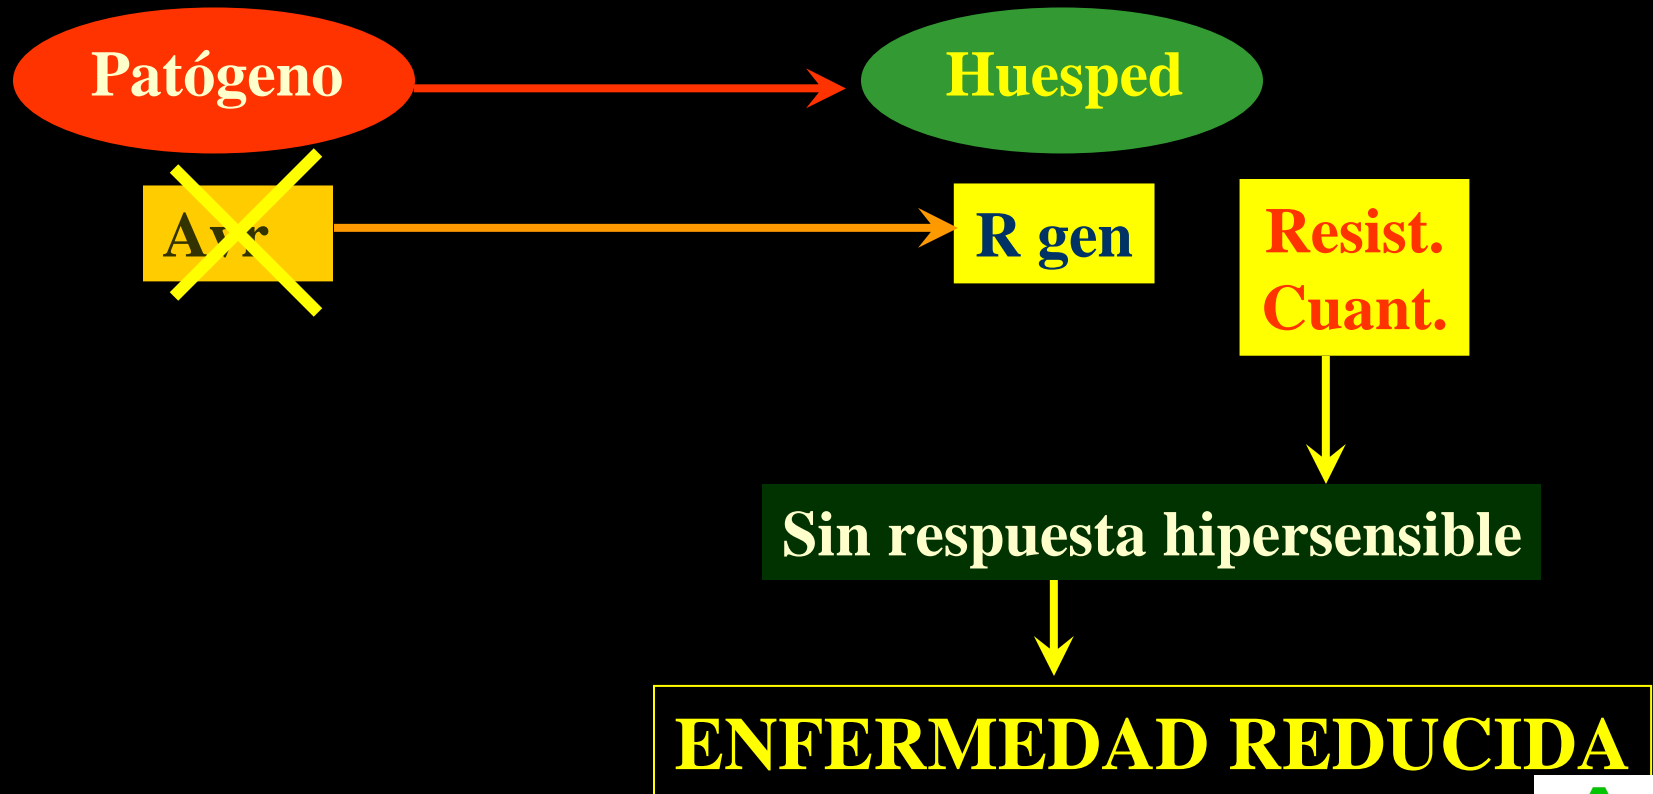 Patógeno
Huesped
Avr
R gen
Resist.
Cuant.
Sin respuesta hipersensible
ENFERMEDAD REDUCIDA